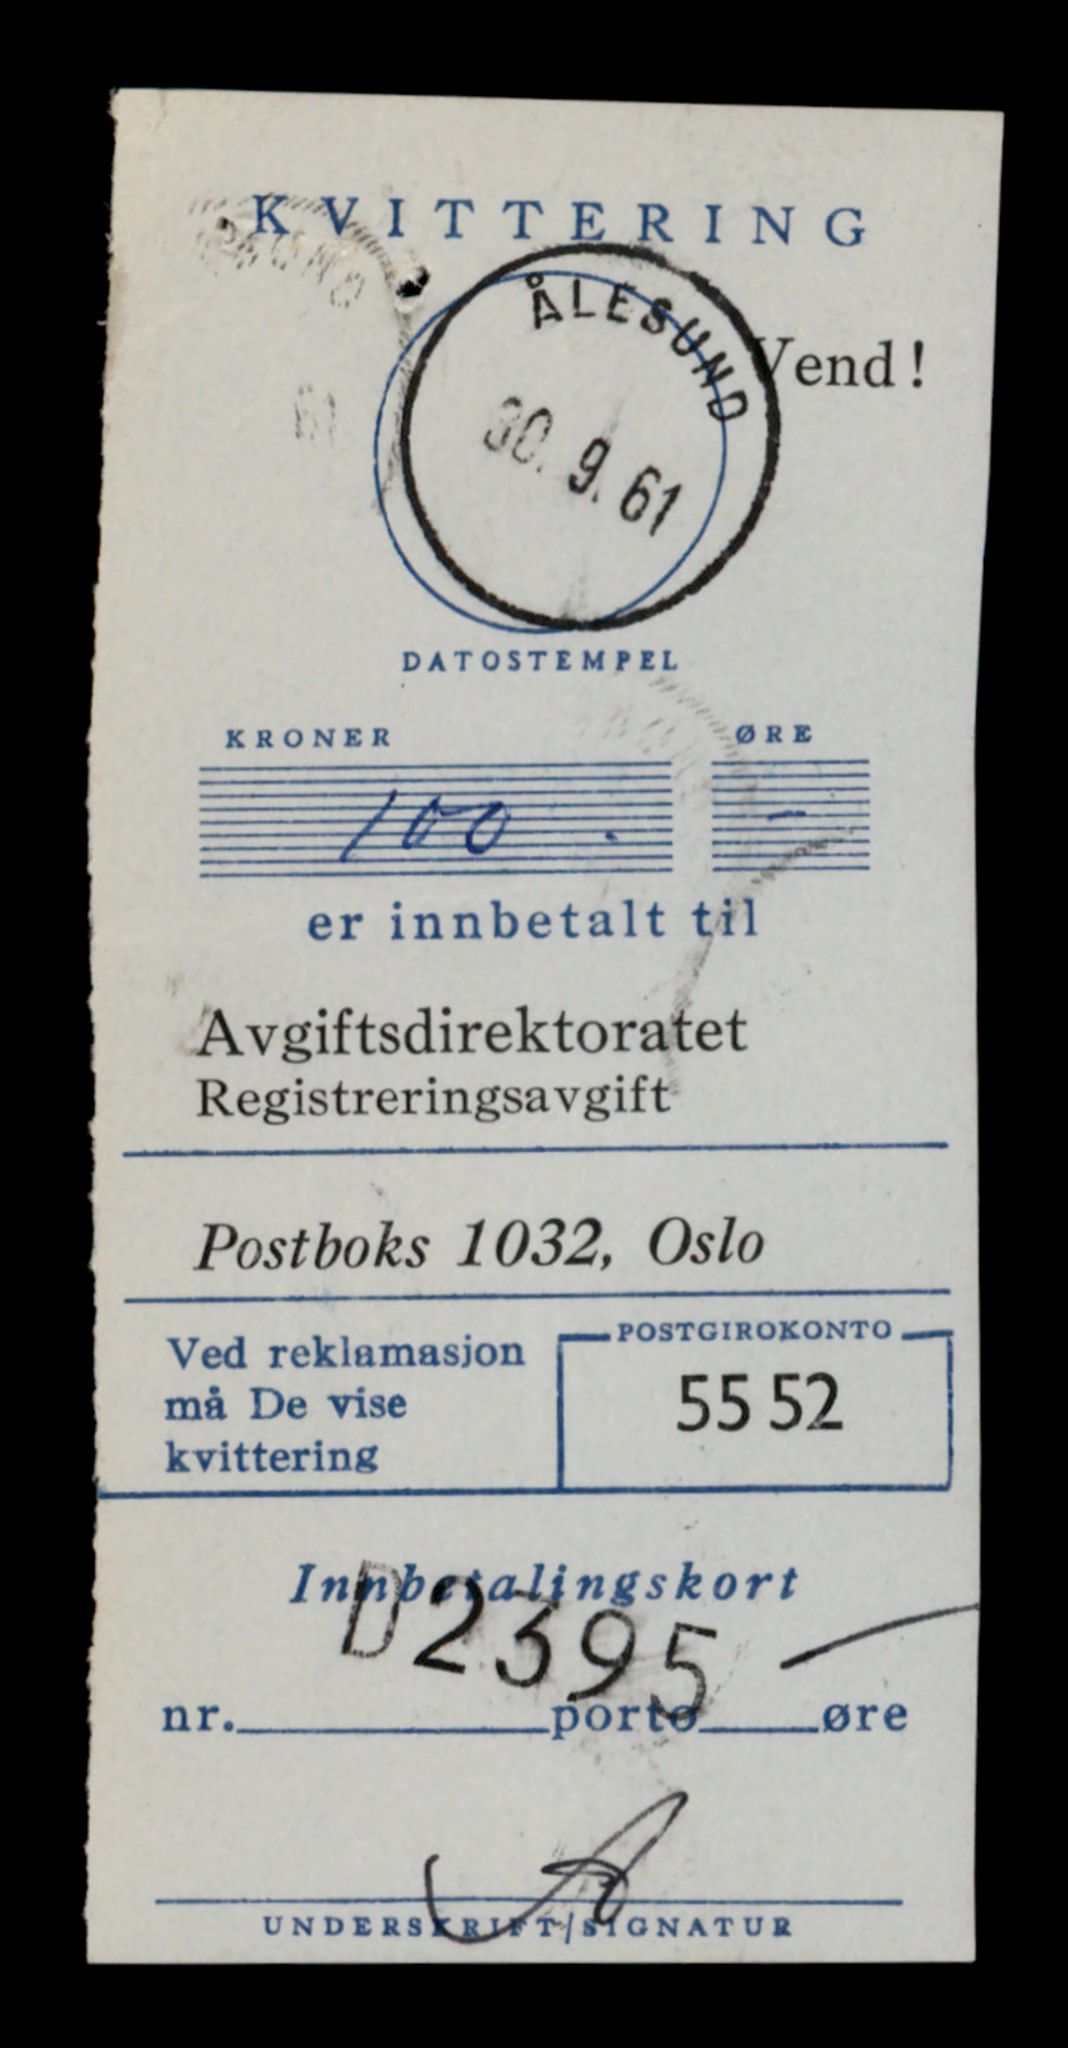 KVITTERING
ÅLESUND
Vend!
30.9.61
61
DATOSTEMPEL
KRONER ØRE
100. –
er innbetalt til
Avgiftsdirektoratet
Registreringsavgift
Postboks 1032, Oslo
Ved reklamasjon
må De vise
kvittering
POSTGIROKONTO
55 52
Innbetalingskort
D2395
nr. porto øre
UNDERSKRIFT/SIGNATUR